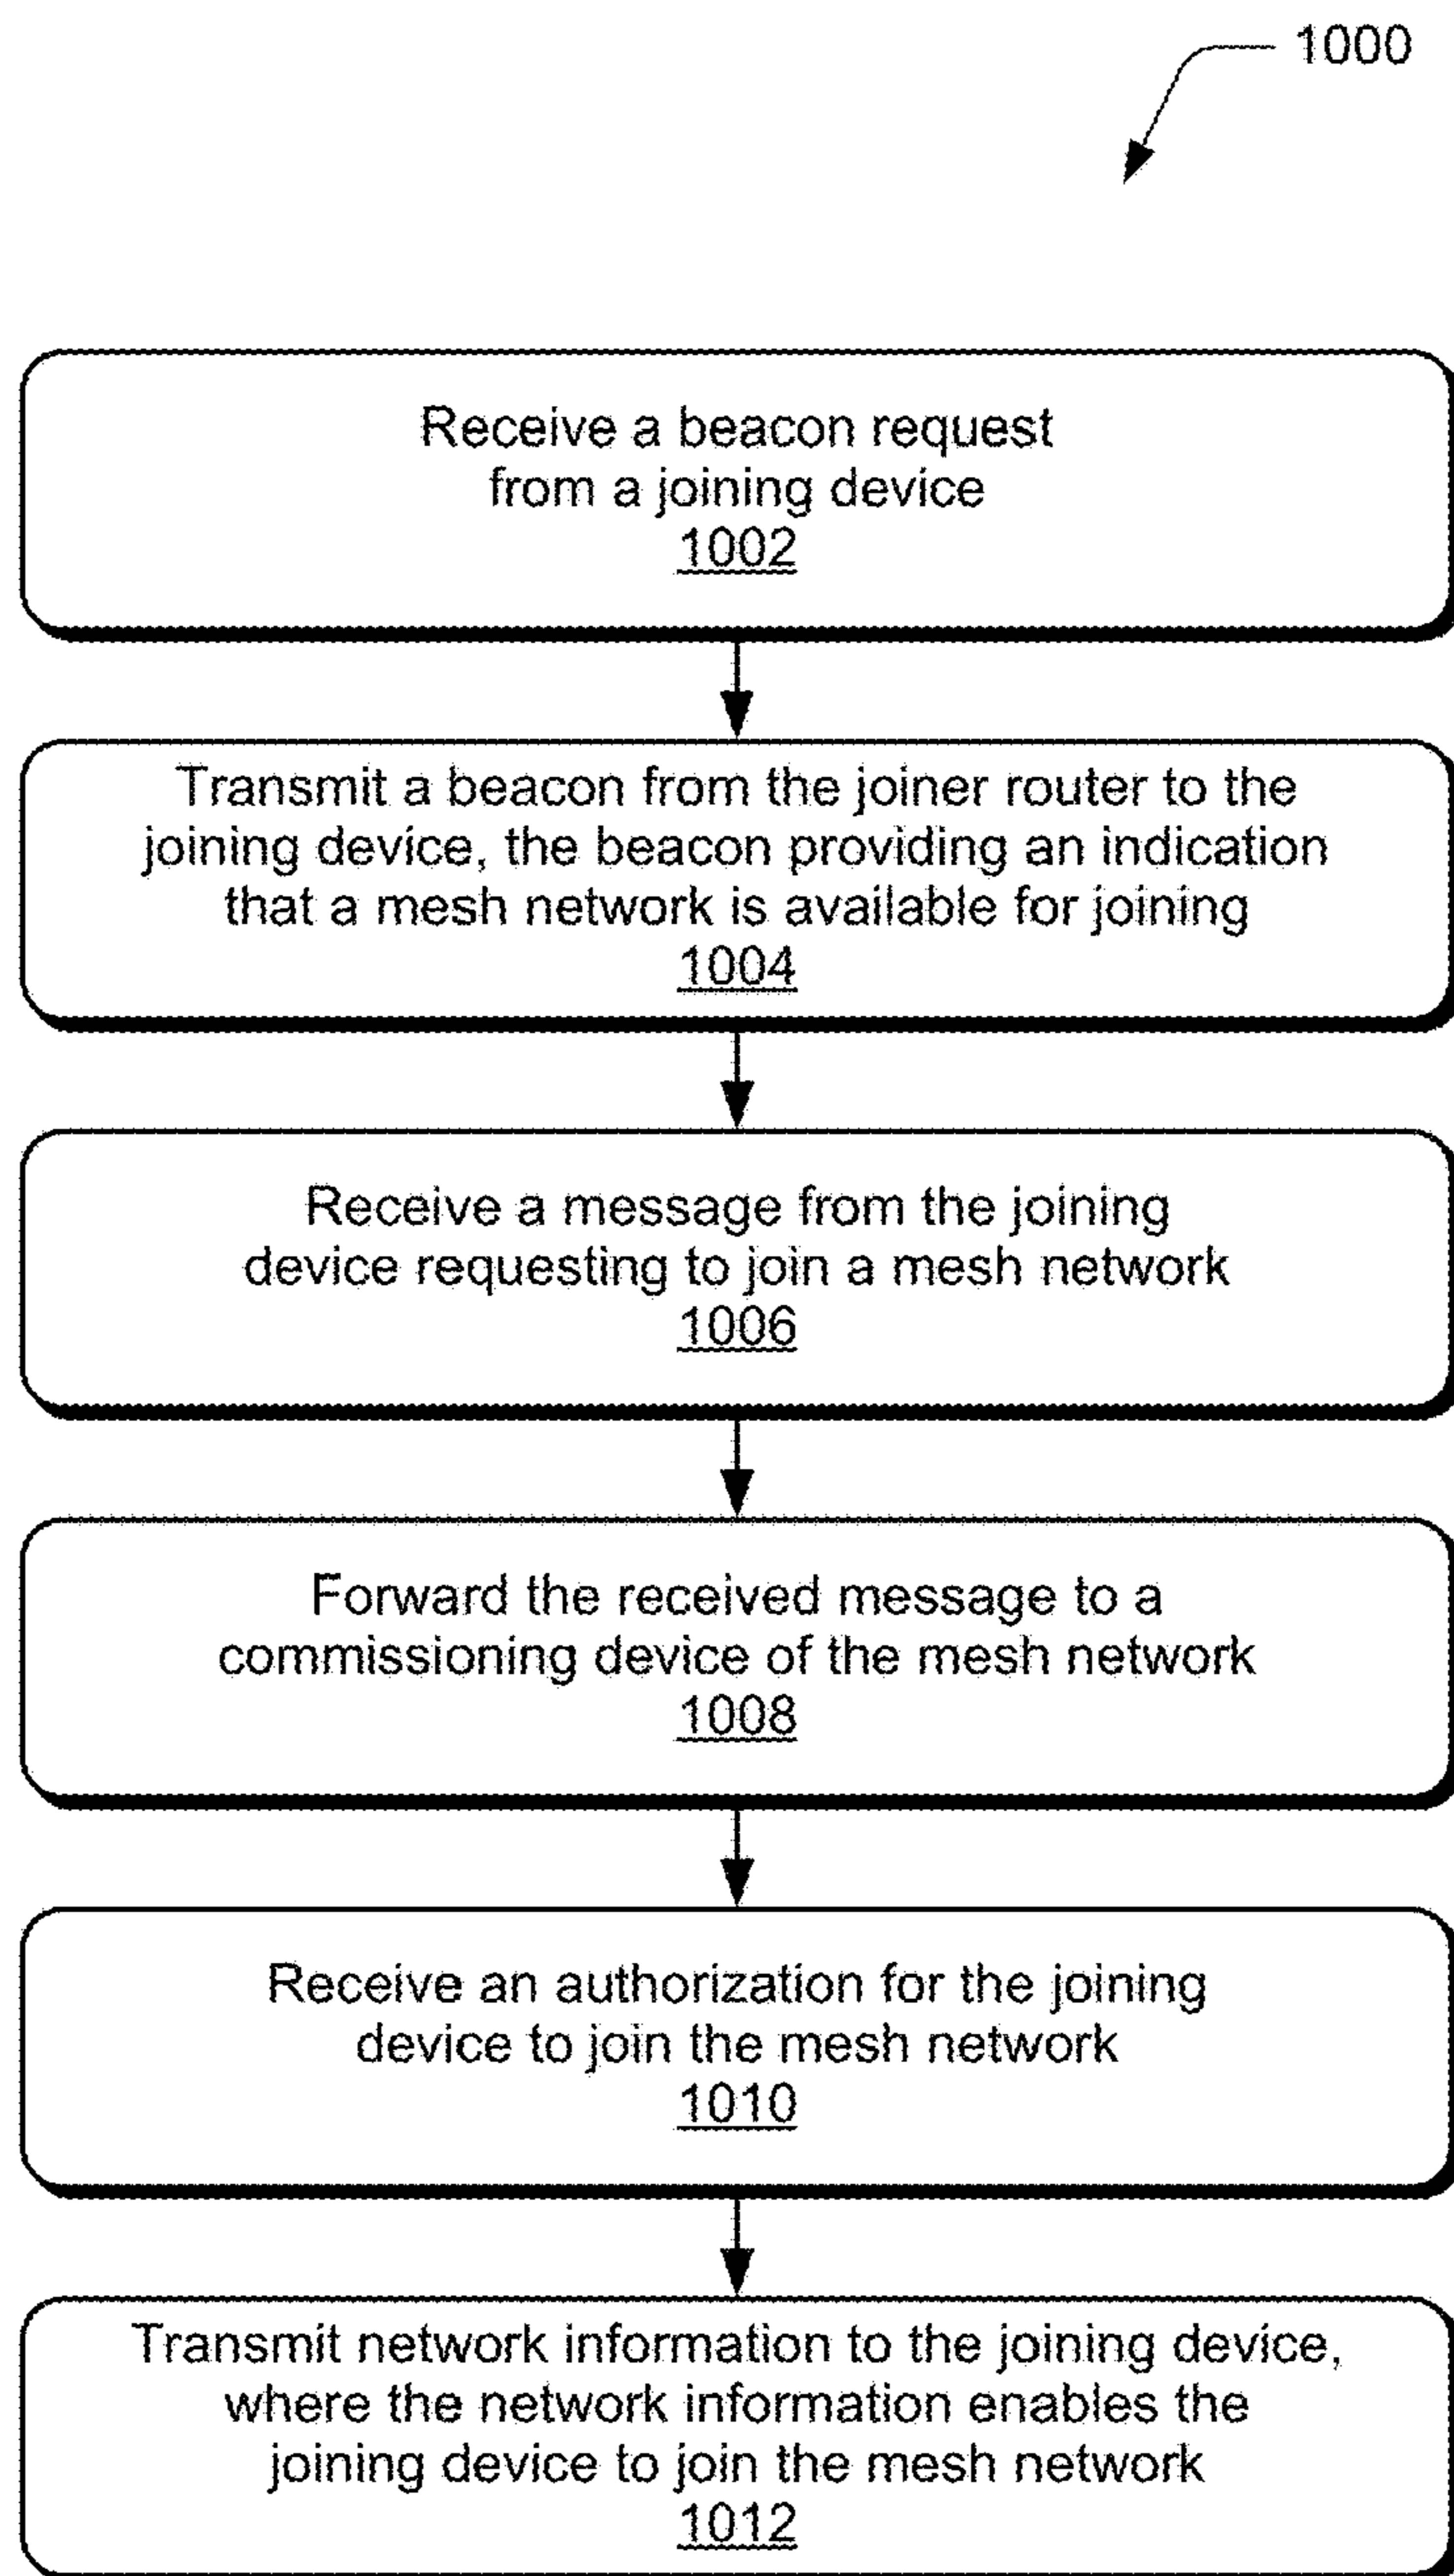 1000
Receive a beacon request
from a joining device
1002
Transmit a beacon from the joiner router to the
joining device, the beacon providing an indication
that a mesh network is available for joining
1004
Receive a message from the joining
device requesting to join a mesh network
1006
Forward the received message to a
commissioning device of the mesh network
1008
Receive an authorization for the joining
device to join the mesh network
1010
Transmit network information to the joining device,
where the network information enables the
joining device to join the mesh network
1012